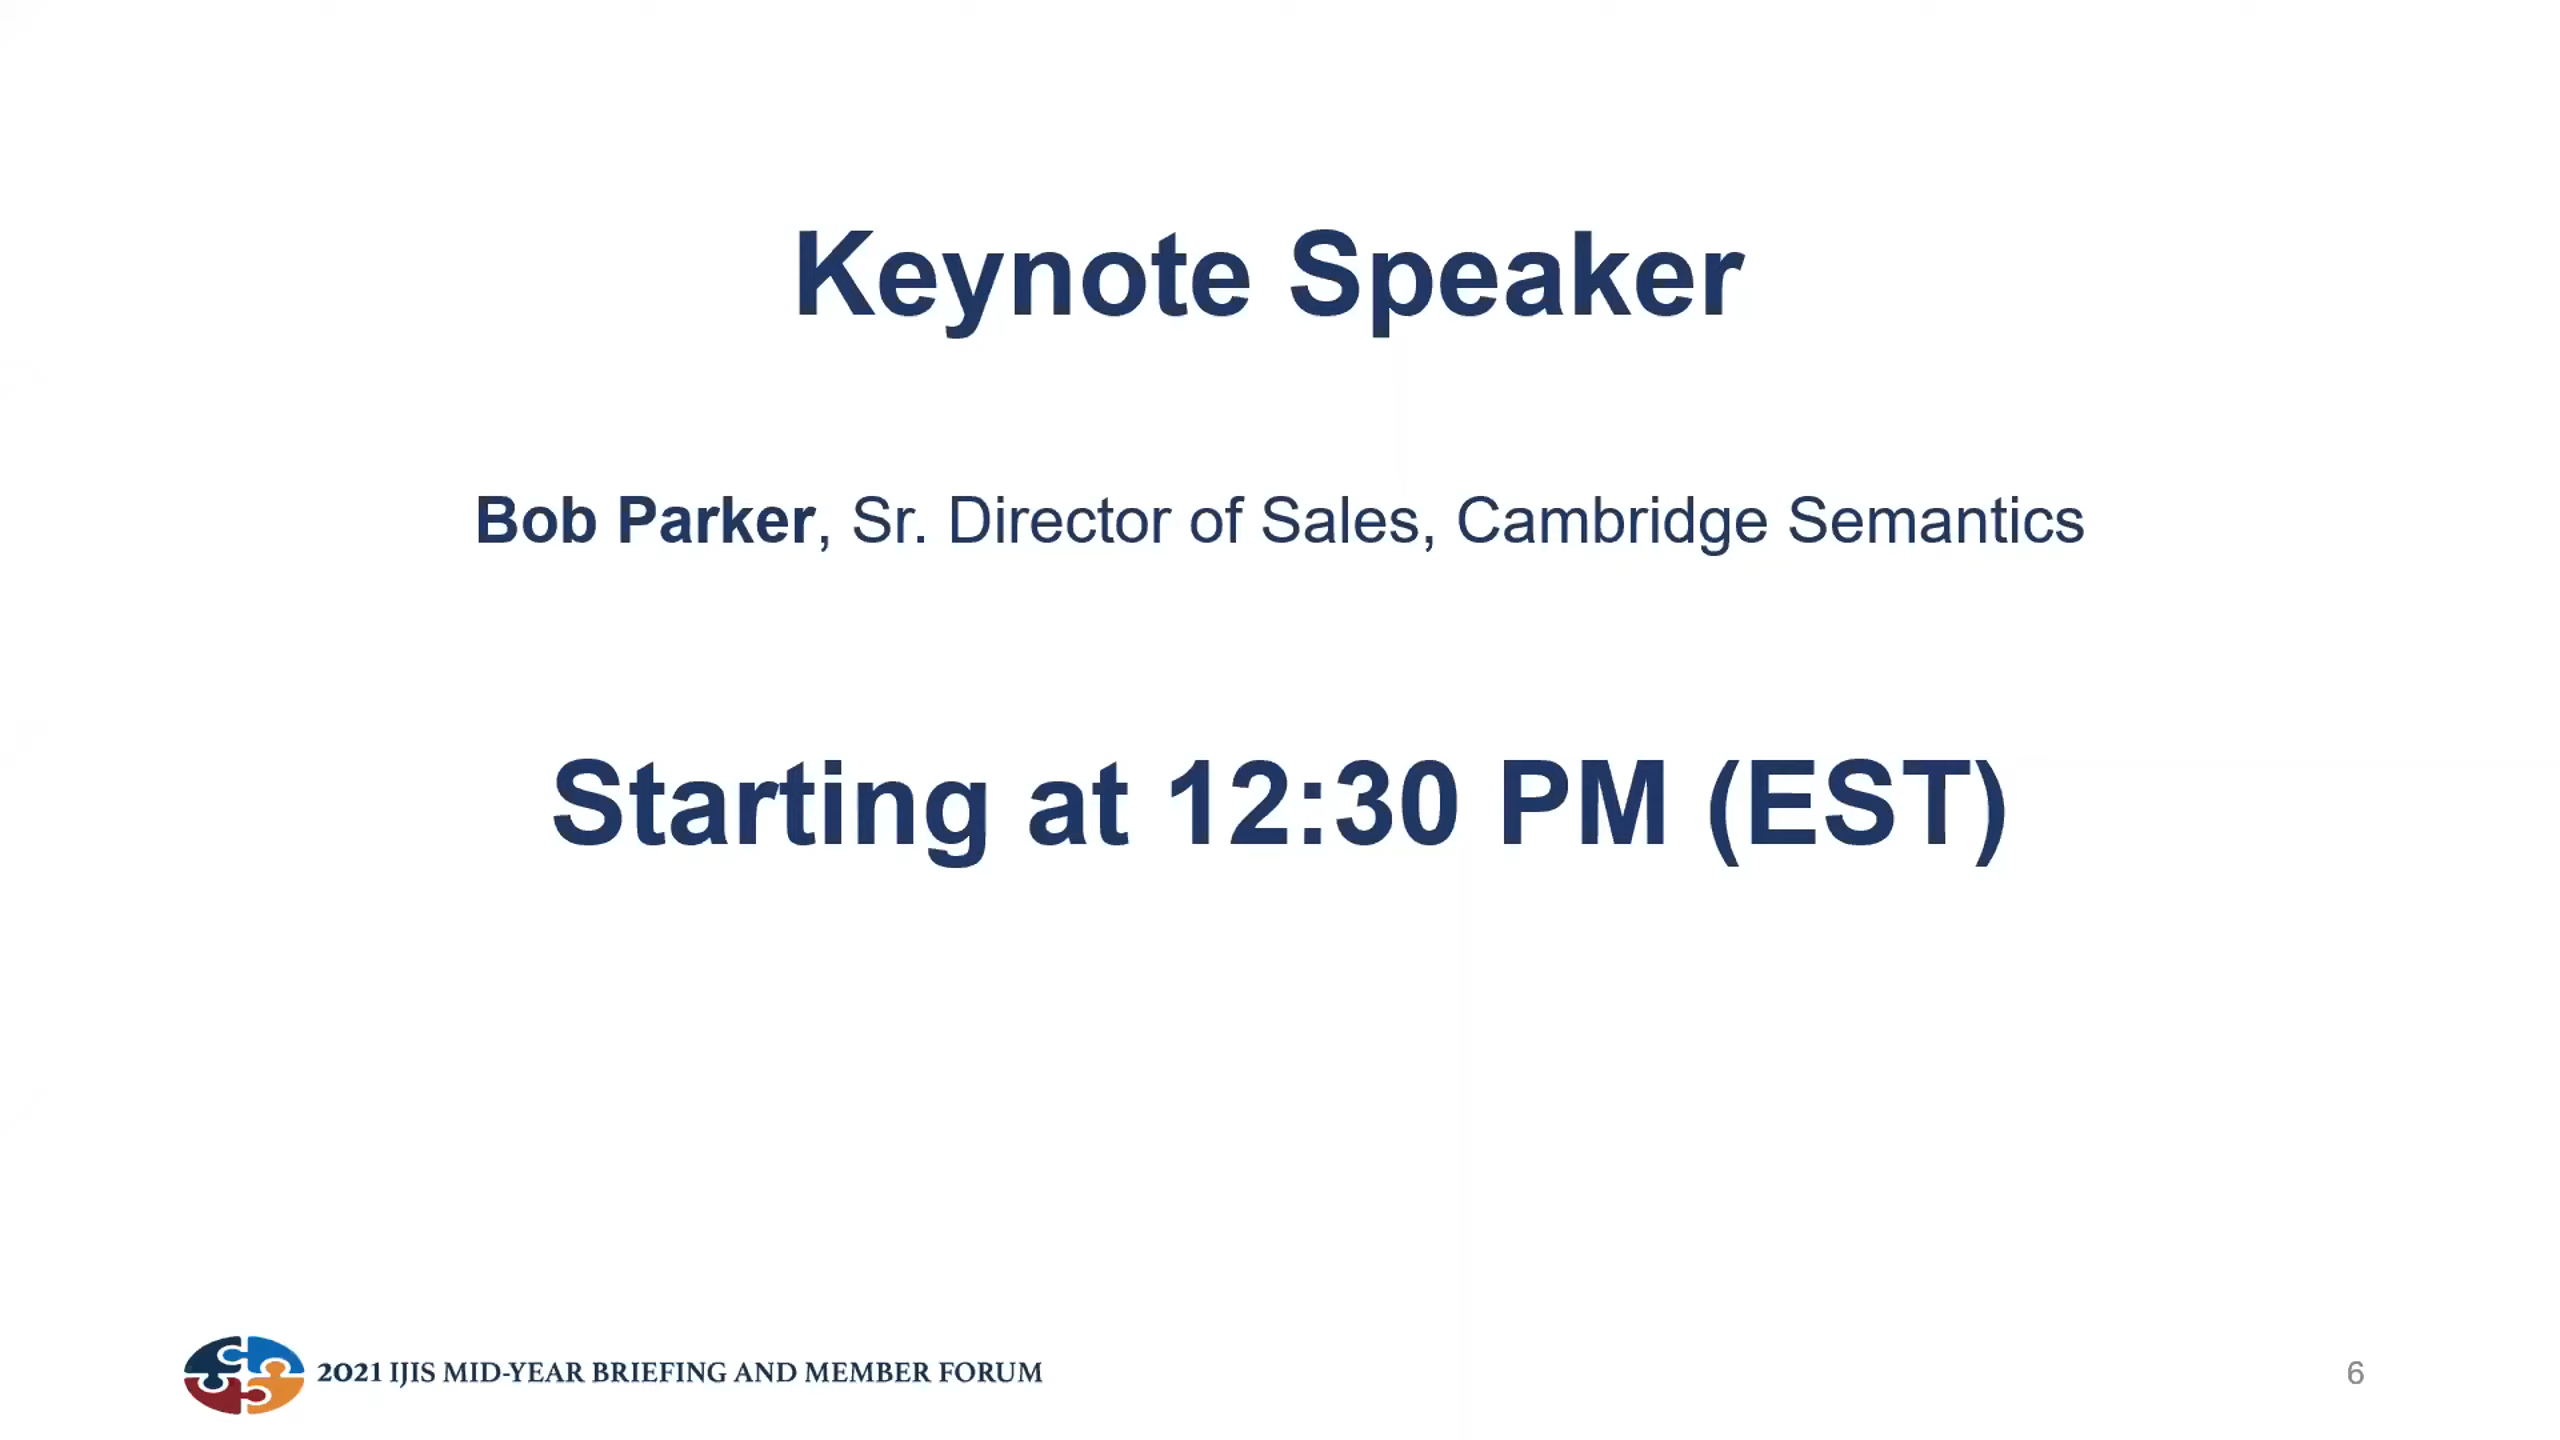 Keynote Speaker
Bob Parker, Sr. Director of Sales, Cambridge Semantics
Starting at 12:30 PM (EST)
2021 IJIS MID-YEAR BRIEFING AND MEMBER FORUM
6